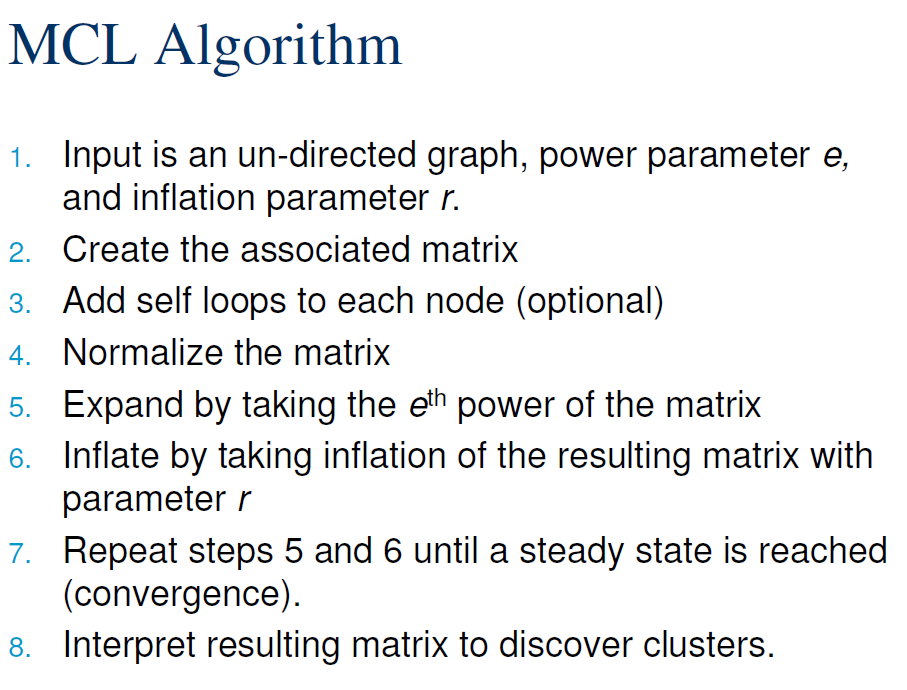 MCL Algorithm
1. Input is an un-directed graph, power parameter e,
and inflation parameter r.
2. Create the associated matrix
3. Add self loops to each node (optional)
4. Normalize the matrix
5. Expand by taking the eth power of the matrix
6. Inflate by taking inflation of the resulting matrix with
parameter r
7. Repeat steps 5 and 6 until a steady state is reached
(convergence).
8. Interpret resulting matrix to discover clusters.